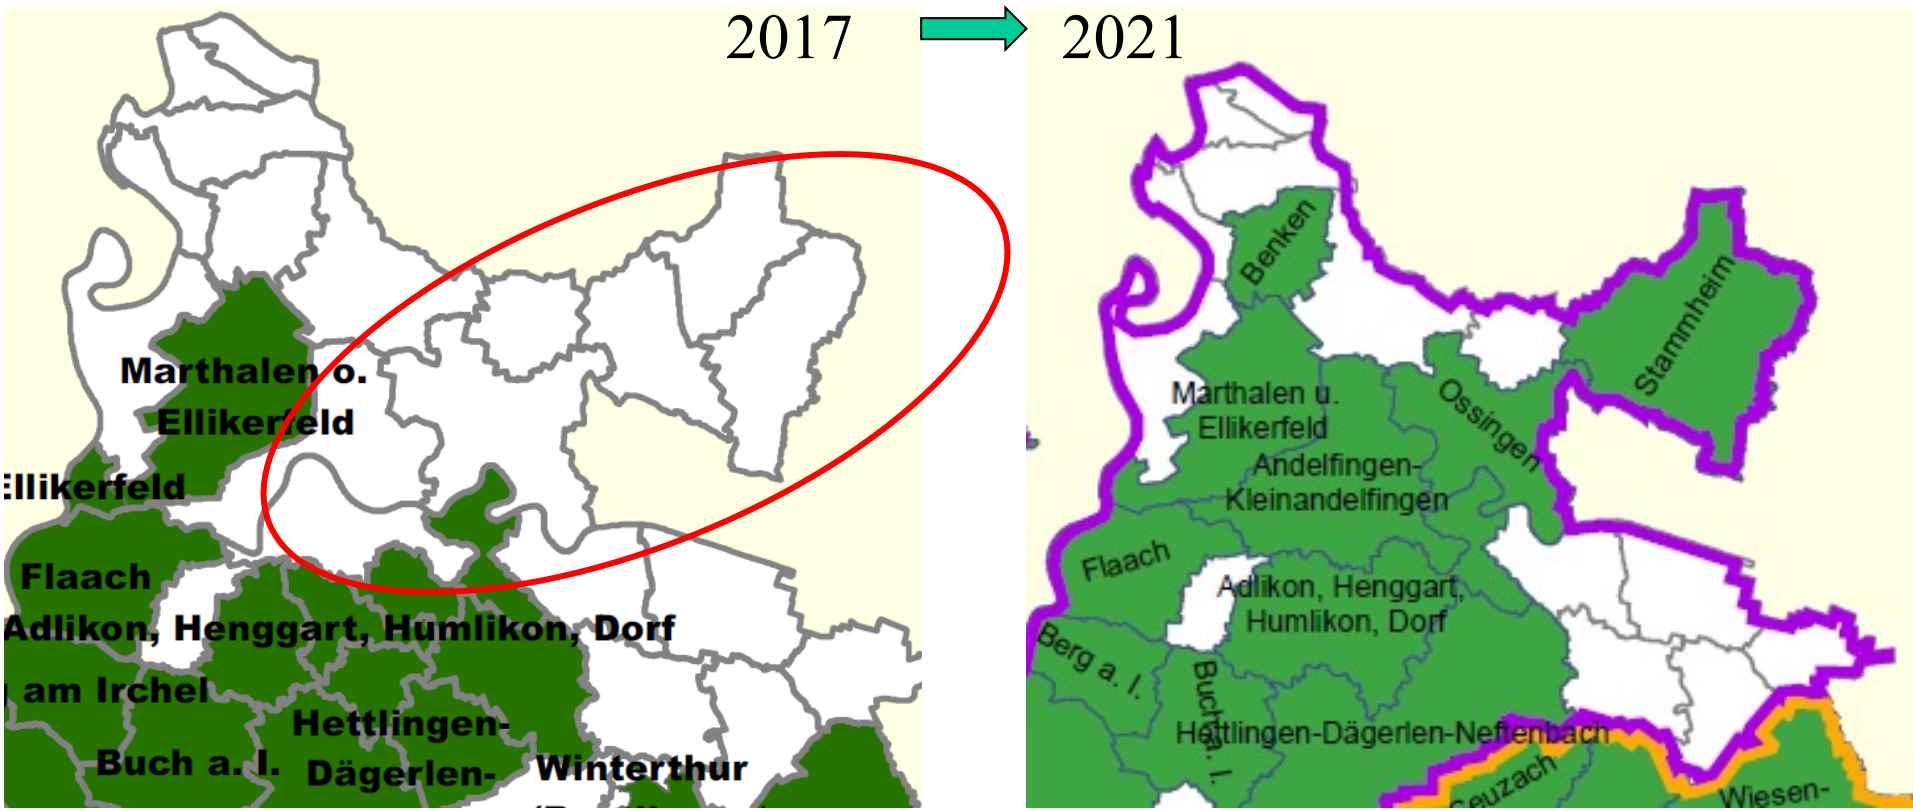 2017
2021
Marthalen o.
Ellikerfeld
Ellikerfeld
Flaach
Adlikon, Henggart, Humlikon, Dorf
am Irchel
Hettlingen-
Dägerlen-
Buch a. I.
Winterthur
Benken
Stammheim
Marthalen u.
Ellikerfeld
Ossingen
Andelfingen-
Kleinandelfingen
Flaach
Adlikon, Henggart,
Humlikon, Dorf
Berg a. I.
Buch a. I.
Hettlingen-Dägerlen-Neftenbach
Seuzach
Wiesen-